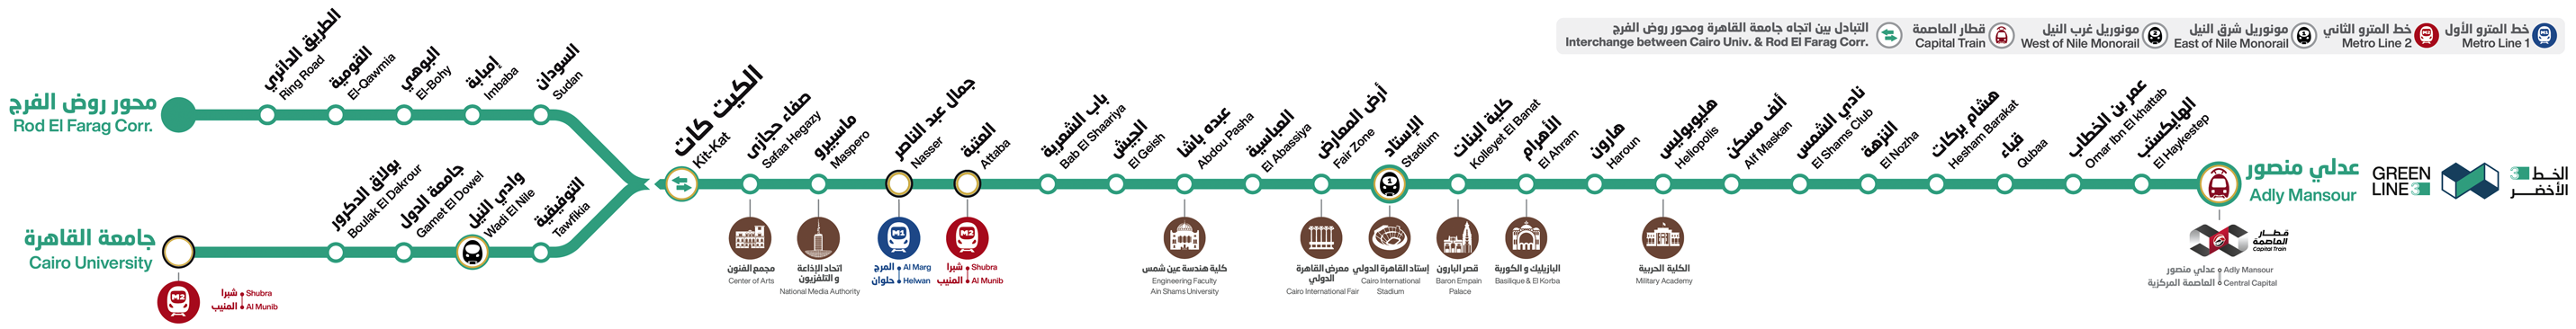 خط المترو الأول
Metro Line 1
خط المترو الثاني
Metro Line 2
مونوريل شرق النيل
East of Nile Monorail
مونوريل غرب النيل
West of Nile Monorail
قطار العاصمة
Capital Train
التبادل بين اتجاه جامعة القاهرة ومحور روض الفرج
Interchange between Cairo Univ. & Rod El Farag Corr.
محور روض الفرج
Rod El Farag Corr.
الطريق الدائري
Ring Road
القومية
El-Qawmia
البوهي
El-Bohy
إمبابة
Imbaba
السودان
Sudan
جامعة القاهرة
Cairo University
M2
شبرا
Shubra
المنيب
Al Munib
بولاق الدكرور
Boulak El Dakrour
جامعة الدول
Gamet El Dowel
وادي النيل
Wadi El Nile
التوفيقية
Tawfikia
الكيت كات
Kit-Kat
صفاء حجازى
Safaa Hegazy
مجمع الفنون
Center of Arts
ماسبيرو
Maspero
اتحاد الإذاعة
و التلفزيون
National Media Authority
جمال عبد الناصر
Nasser
M1
المرج
Al Marg
حلوان
Helwan
العتبة
Attaba
M2
شبرا
Shubra
المنيب
Al Munib
باب الشعرية
Bab El Shaariya
الجيش
El Geish
عبده باشا
Abdou Pasha
كلية هندسة عين شمس
Engineering Faculty
Ain Shams University
العباسية
El Abassiya
أرض المعارض
Fair Zone
معرض القاهرة
الدولي
Cairo International Fair
الإستاد
Stadium
إستاد القاهرة الدولي
Cairo International
Stadium
كلية البنات
Kolleyet El Banat
قصر البارون
Baron Empain
Palace
الأهرام
El Ahram
البازيليك و الكوربة
Basilique & El Korba
هارون
Haroun
هليوبوليس
Heliopolis
الكلية الحربية
Military Academy
ألف مسكن
Alf Maskan
نادي الشمس
El Shams Club
النزهة
El Nozha
هشام بركات
Hesham Barakat
قباء
Qubaa
عمر بن الخطاب
Omar Ibn El khattab
الهايكستب
El Haykestep
عدلي منصور
Adly Mansour
قطار
العاصمة
Capital Train
عدلي منصور
Adly Mansour
العاصمة المركزية
Central Capital
GREEN
LINE 3
الخط 3
الأخضر